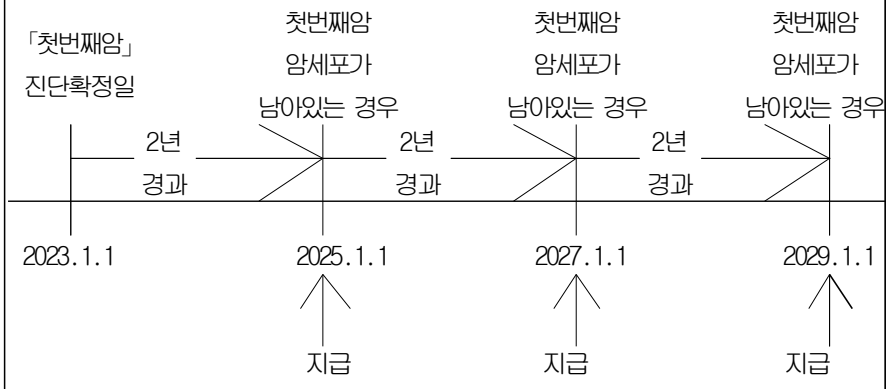 「첫번째암」
진단확정일
첫번째암
암세포가
남아있는 경우
첫번째암
암세포가
남아있는 경우
첫번째암
암세포가
남아있는 경우
2년
경과
2년
경과
2년
경과
2023.1.1
2025.1.1
2027.1.1
2029.1.1
지급
지급
지급